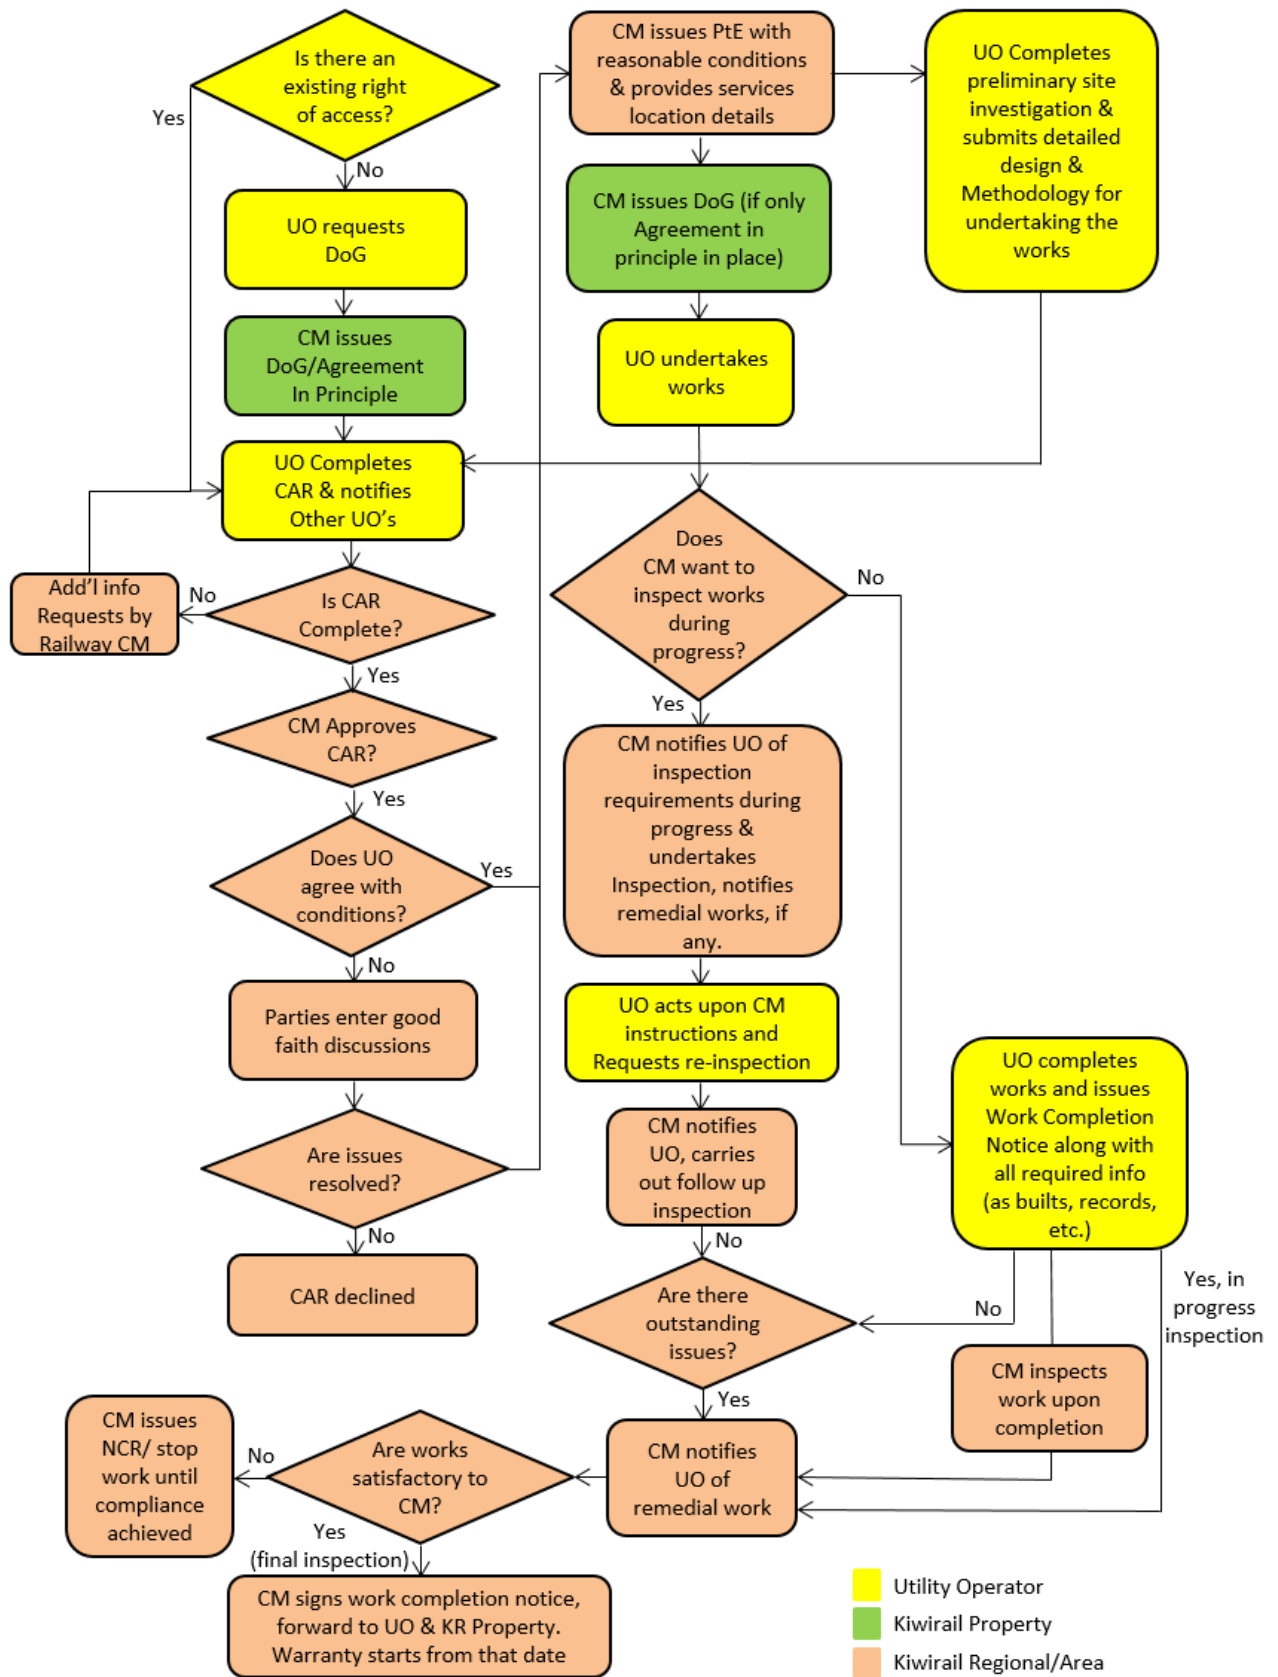 Is there an
existing right
of access?
Yes
No
UO requests
DoG
CM issues
DoG/Agreement
In Principle
UO Completes
CAR & notifies
Other UO's
Add'l info
Requests by
Railway CM
No
Is CAR
Complete?
Yes
CM Approves
CAR?
Yes
Does UO
agree with
conditions?
Yes
No
Parties enter good
faith discussions
Are issues
resolved?
No
CAR declined
CM issues PtE with
reasonable conditions
& provides services
location details
UO Completes
preliminary site
investigation &
submits detailed
design &
Methodology for
undertaking the
works
CM issues DoG (if only
Agreement in
principle in place)
UO undertakes
works
Does
CM want to
inspect works
during
progress?
No
Yes
CM notifies UO of
inspection
requirements during
progress &
undertakes
Inspection, notifies
remedial works, if
any.
UO acts upon CM
instructions and
Requests re-inspection
CM notifies
UO, carries
out follow up
inspection
No
Are there
outstanding
issues?
Yes
UO completes
works and issues
Work Completion
Notice along with
all required info
(as builts, records,
etc.)
No
Yes, in
progress
inspection
CM inspects
work upon
completion
CM notifies
UO of
remedial work
Are works
satisfactory to
CM?
No
CM issues
NCR/ stop
work until
compliance
achieved
Yes
(final inspection)
CM signs work completion notice,
forward to UO & KR Property.
Warranty starts from that date
Utility Operator
Kiwirail Property
Kiwirail Regional/Area